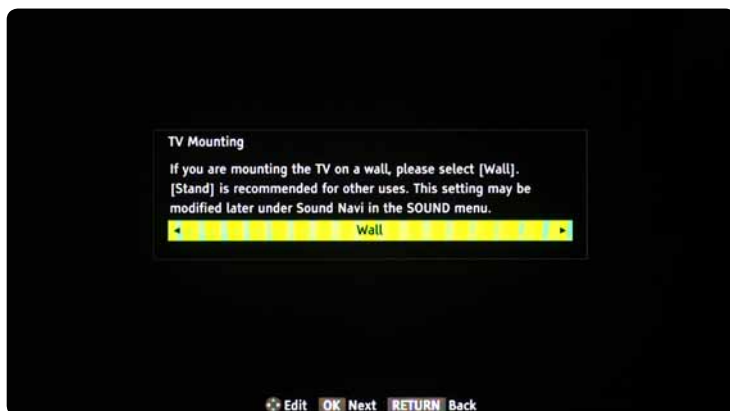 TV Mounting
If you are mounting the TV on a wall, please select [Wall].
[Stand] is recommended for other uses. This setting may be
modified later under Sound Navi in the SOUND menu.
Wall
Edit OK Next RETURN Back